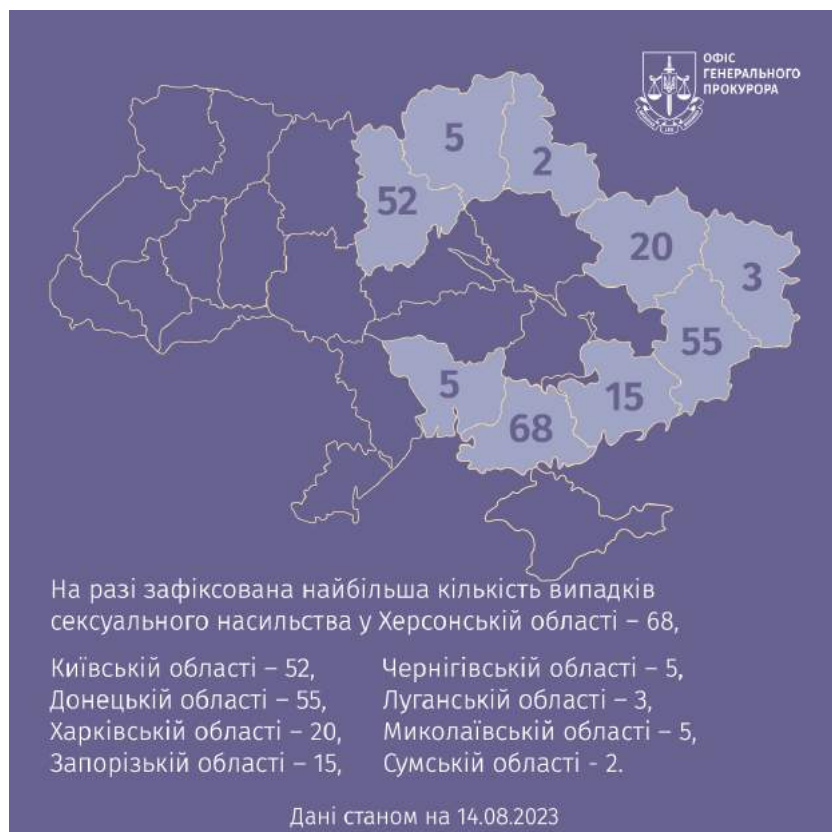 ОФІС
ГЕНЕРАЛЬНОГО
ПРОКУРОРА
5
2
52
20
3
55
5
15
68
На разі зафіксована найбільша кількість випадків
сексуального насильства у Херсонській області – 68,
Київській області – 52,
Донецькій області – 55,
Харківській області – 20,
Запорізькій області – 15,
Чернігівській області – 5,
Луганській області – 3,
Миколаївській області – 5,
Сумській області - 2.
Дані станом на 14.08.2023